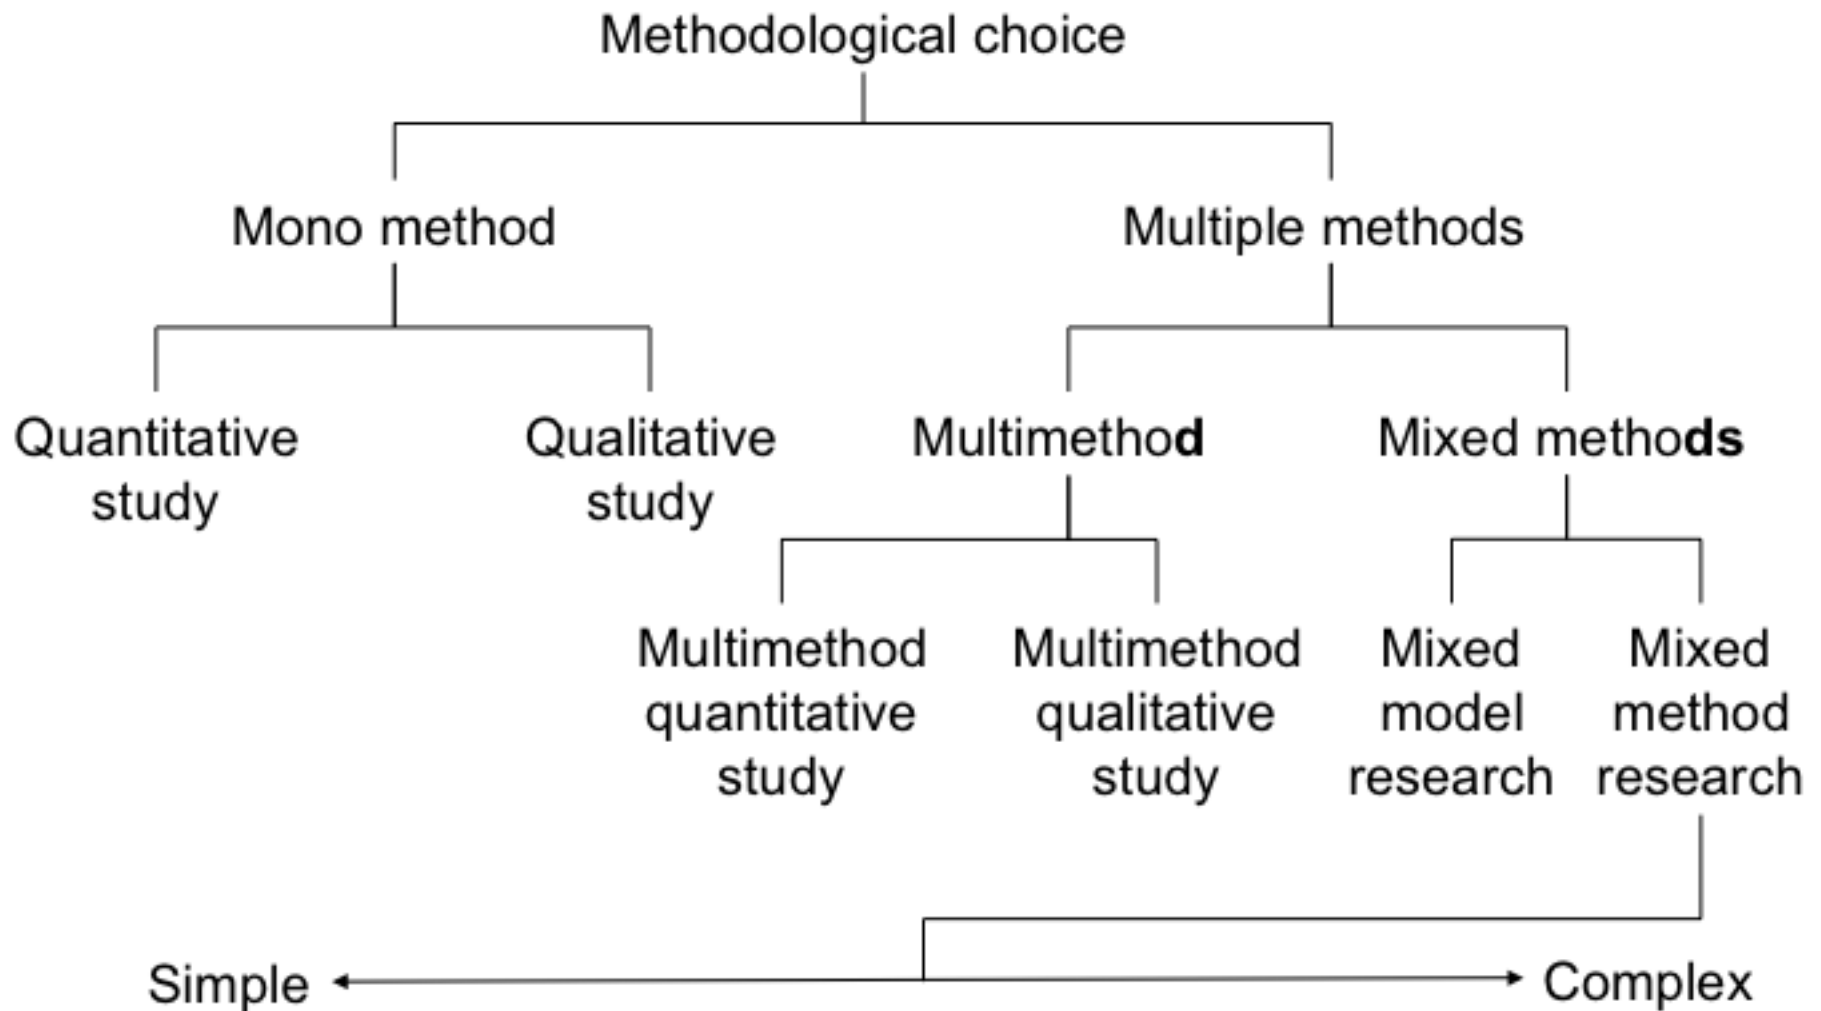 Methodological choice
Mono method
Multiple methods
Quantitative
study
Qualitative
study
Multimethod
Mixed methods
Multimethod
quantitative
study
Multimethod
qualitative
study
Mixed
model
research
Mixed
method
research
Simple
Complex